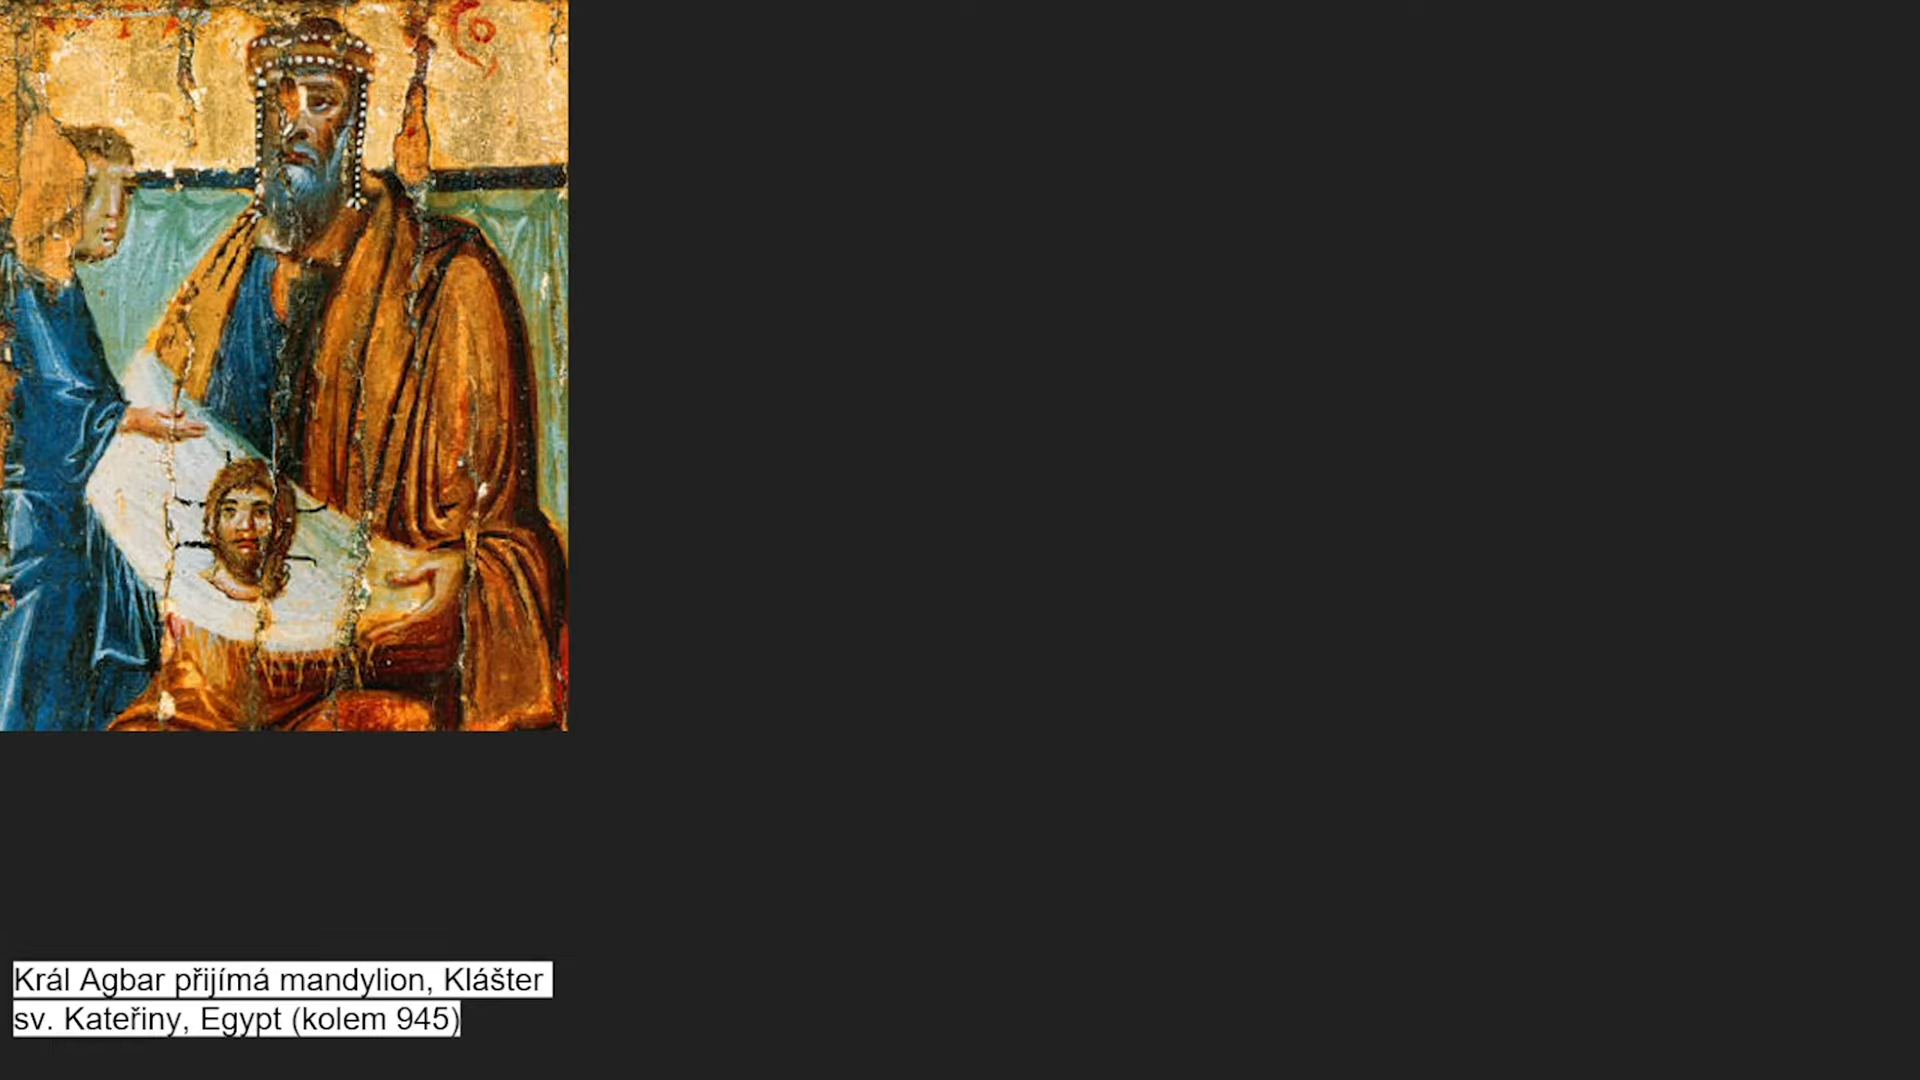 Král Agbar přijímá mandylion, Klášter
sv. Kateřiny, Egypt (kolem 945)